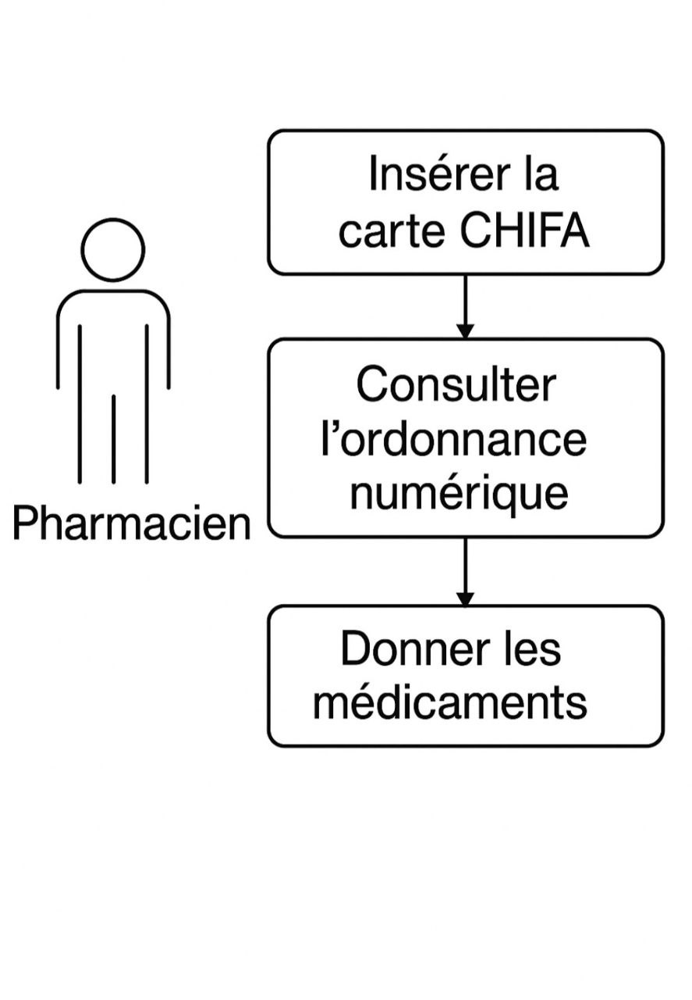 Insérer la
carte CHIFA
Consulter
l’ordonnance
numérique
Pharmacien
Donner les
médicaments